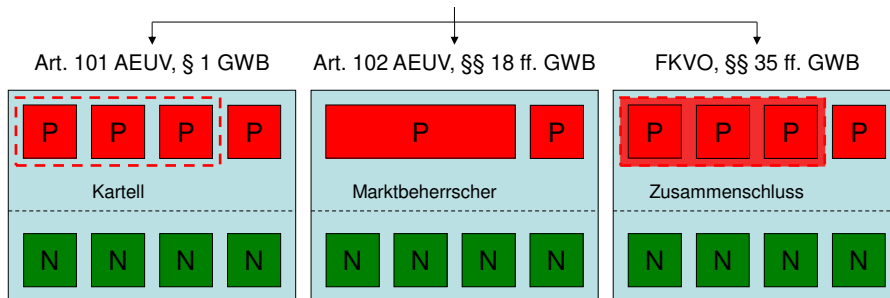 Art. 101 AEUV, § 1 GWB
Art. 102 AEUV, §§ 18 ff. GWB
FKVO, §§ 35 ff. GWB
P P P P
P P
P P P P
Kartell
Marktbeherrscher
Zusammenschluss
N N N N
N N N N
N N N N